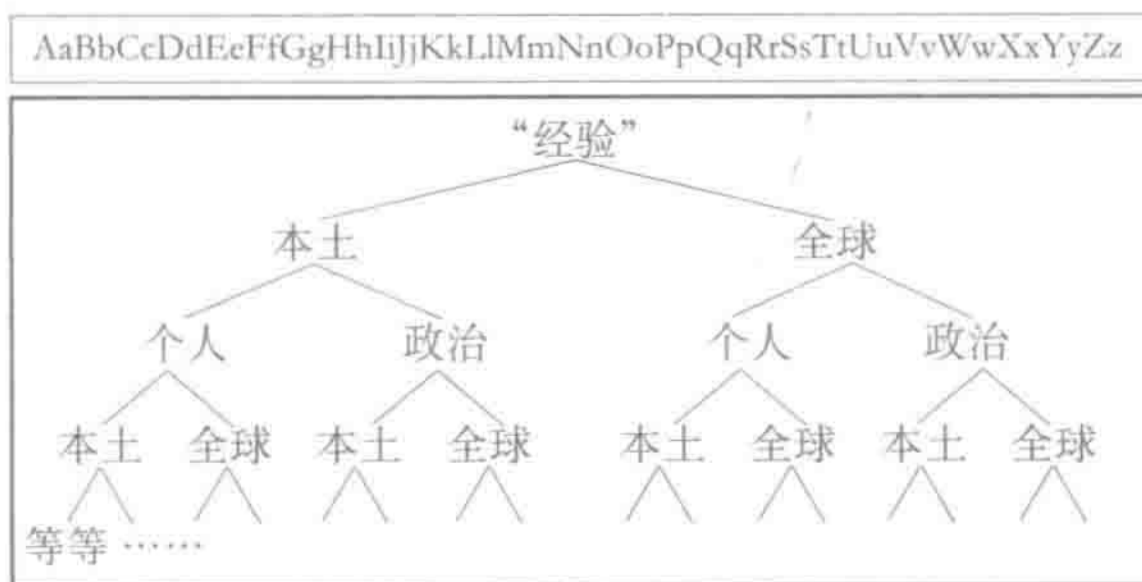 AaBbCcDdEeFfGgHhIiJjKkLlMmNnOoPpQqRrSsTtUuVvWwXxYyZz
“经验”
本土 全球
个人 政治 个人 政治
本土 全球 本土 全球 本土 全球 本土 全球
等等 ……